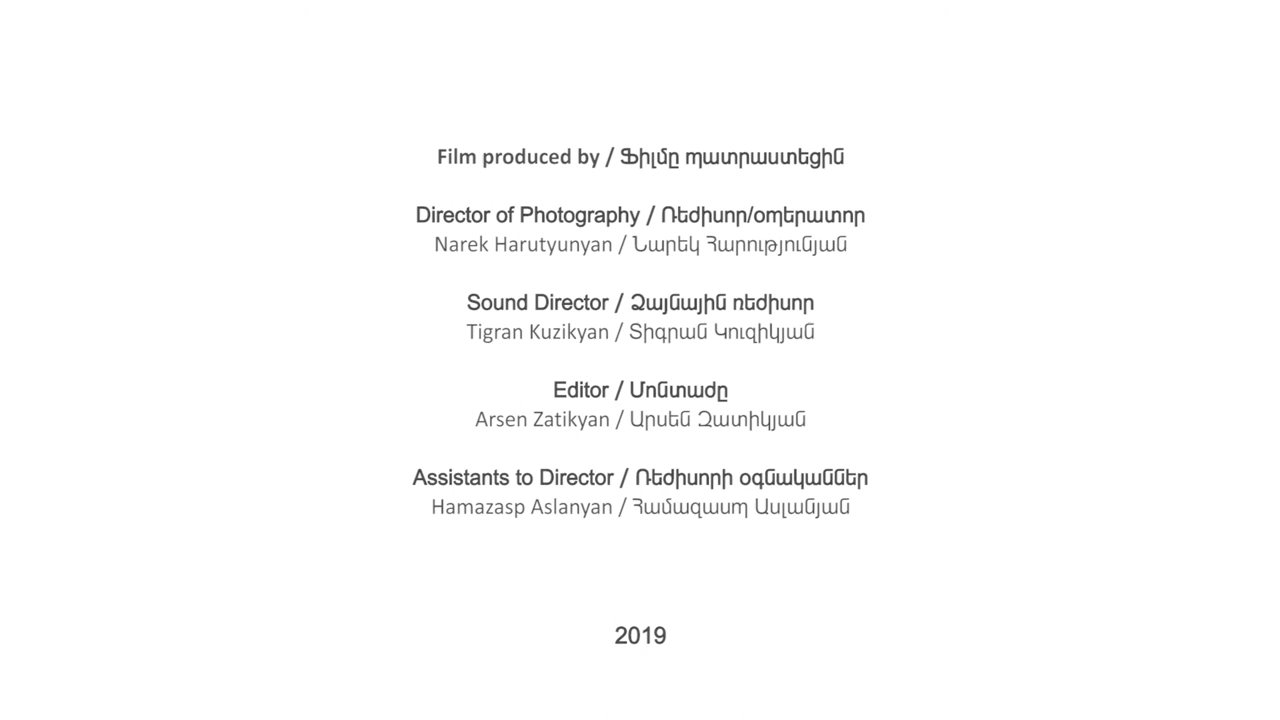 Film produced by / Ֆիլմը պատրաստեցին
Director of Photography / Ռեժիսոր/օպերատոր
Narek Harutyunyan / Նարեկ Հարությունյան
Sound Director / Ձայնային ռեժիսոր
Tigran Kuzikyan / Տիգրան Կուզիկյան
Editor / Մոնտաժը
Arsen Zatikyan / Արսեն Զատիկյան
Assistants to Director / Ռեժիսորի օգնականներ
Hamazasp Aslanyan / Համազասպ Ասլանյան
2019